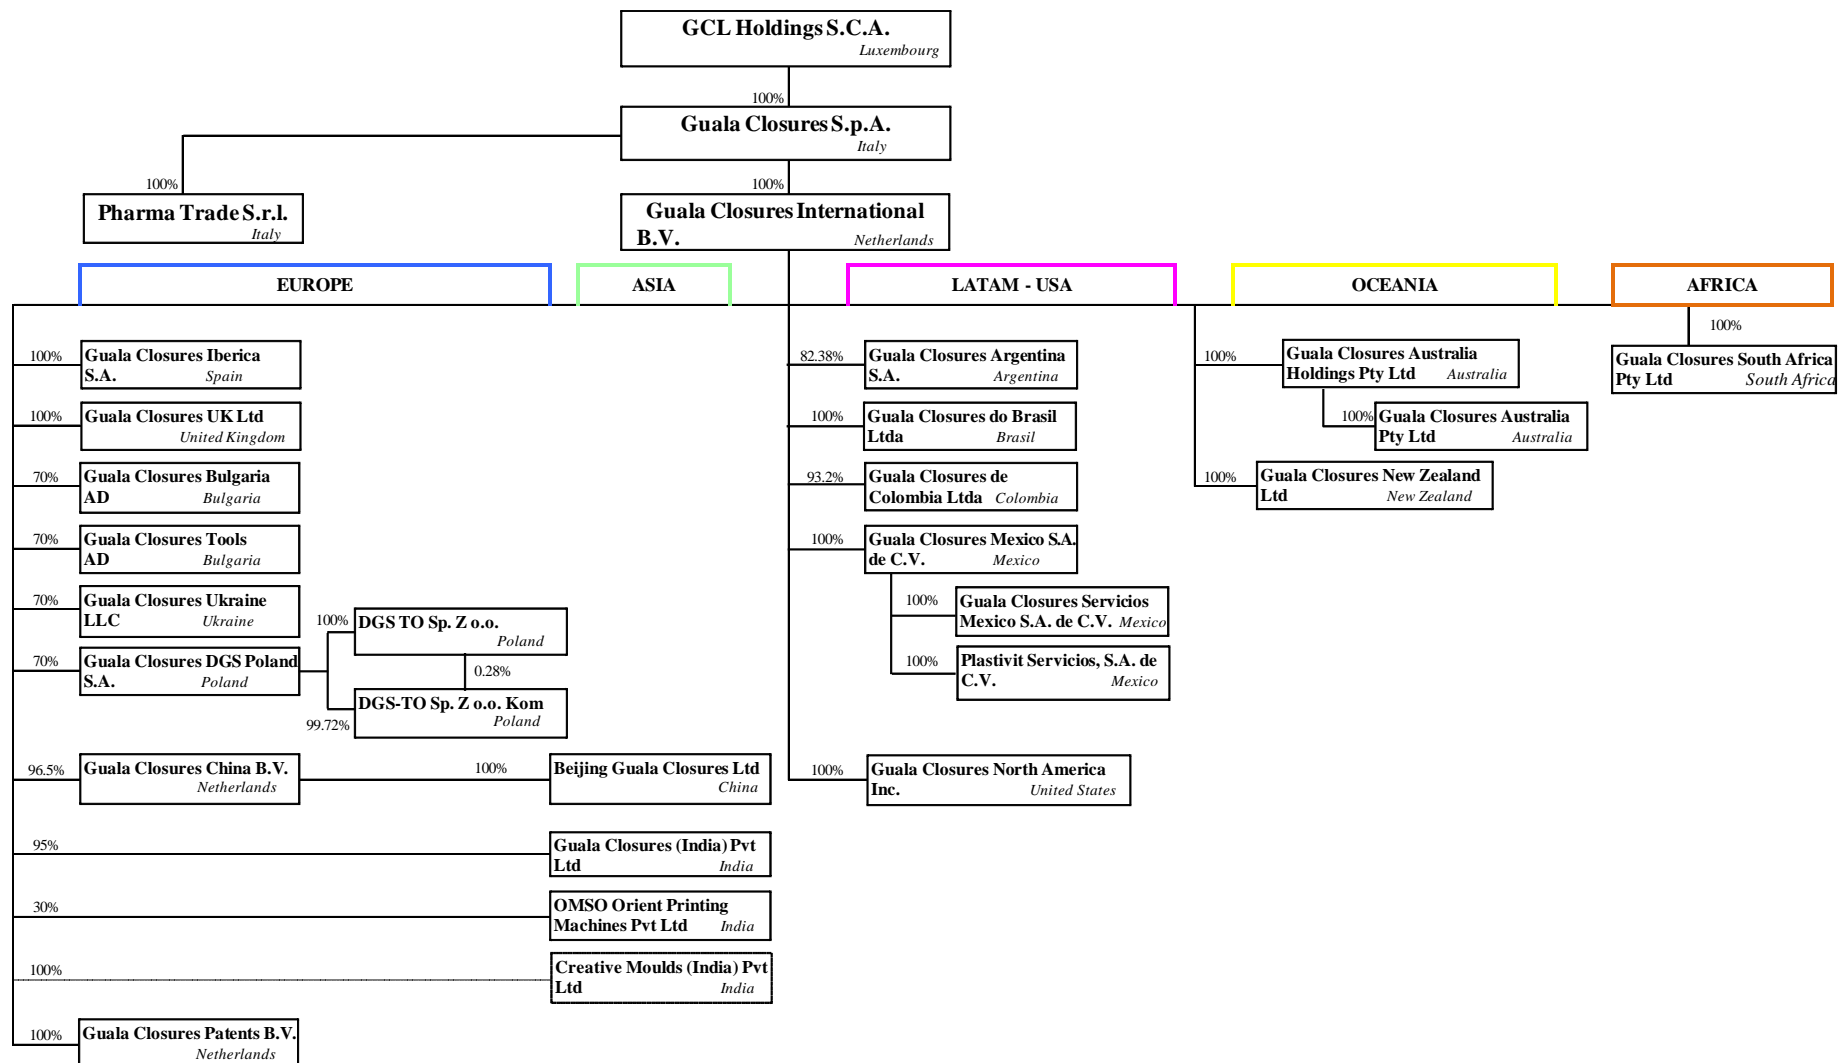 GCL Holdings S.C.A.
Luxembourg
100%
Guala Closures S.p.A.
Italy
100%
100%
Pharma Trade S.r.l.
Italy
Guala Closures International
B.V. Netherlands
EUROPE
ASIA
LATAM - USA
OCEANIA
AFRICA
100%
Guala Closures Iberica
S.A. Spain
100%
Guala Closures UK Ltd
United Kingdom
70%
Guala Closures Bulgaria
AD Bulgaria
70%
Guala Closures Tools
AD Bulgaria
70%
Guala Closures Ukraine
LLC Ukraine
70%
Guala Closures DGS Poland
S.A. Poland
100%
DGS TO Sp. Z o.o.
Poland
0.28%
99.72%
DGS-TO Sp. Z o.o. Kom
Poland
96.5%
Guala Closures China B.V.
Netherlands
100%
Beijing Guala Closures Ltd
China
95%
Guala Closures (India) Pvt
Ltd India
30%
OMSO Orient Printing
Machines Pvt Ltd India
100%
Creative Moulds (India) Pvt
Ltd India
100%
Guala Closures Patents B.V.
Netherlands
82.38%
Guala Closures Argentina
S.A. Argentina
100%
Guala Closures do Brasil
Ltda Brasil
93.2%
Guala Closures de
Colombia Ltda Colombia
100%
Guala Closures Mexico S.A.
de C.V. Mexico
100%
Guala Closures Servicios
Mexico S.A. de C.V. Mexico
100%
Plastivit Servicios, S.A. de
C.V. Mexico
100%
Guala Closures North America
Inc. United States
100%
Guala Closures Australia
Holdings Pty Ltd Australia
100%
Guala Closures Australia
Pty Ltd Australia
100%
Guala Closures New Zealand
Ltd New Zealand
100%
Guala Closures South Africa
Pty Ltd South Africa